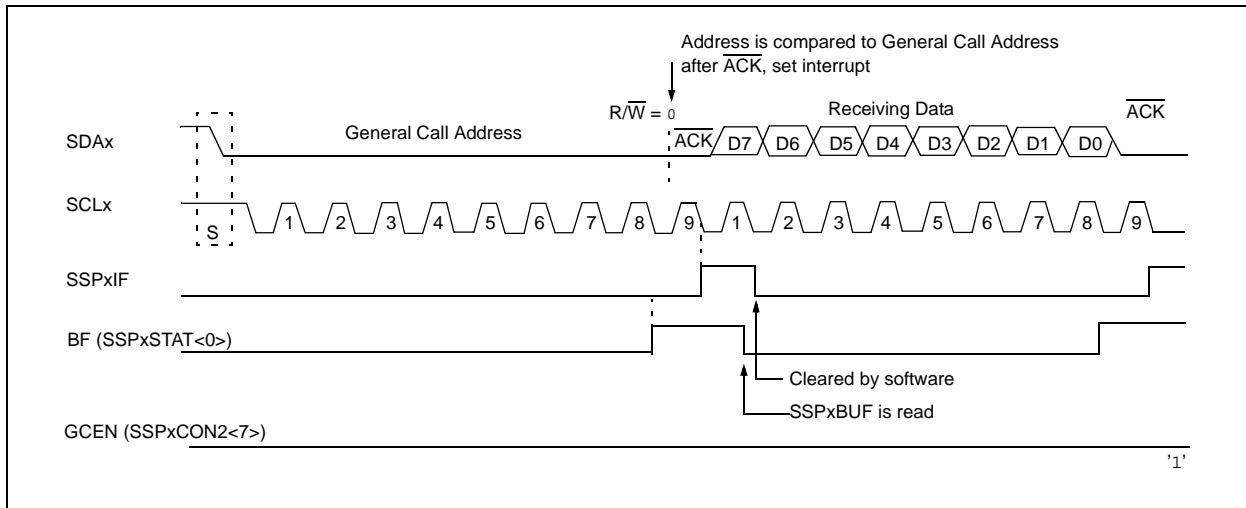 Address is compared to General Call Address
after ACK, set interrupt
R/W = 0
Receiving Data
ACK
SDAx
General Call Address
ACK
D7 D6 D5 D4 D3 D2 D1 D0
SCLx
S
1 2 3 4 5 6 7 8 9 1 2 3 4 5 6 7 8 9
SSPxIF
BF (SSPxSTAT<0>)
Cleared by software
SSPxBUF is read
GCEN (SSPxCON2<7>)
'1'